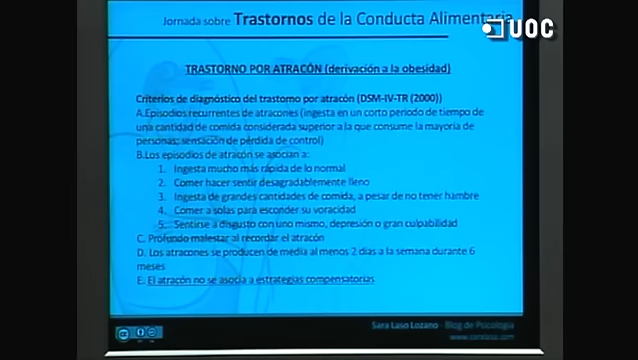 Jornada sobre Trastornos de la Conducta Alimentaria
UOC
TRASTORNO POR ATRACÓN (derivación a la obesidad)
Criterios de diagnóstico del trastorno por atracón (DSM-IV-TR (2000))
A.Episodios recurrentes de atracones (ingesta en un corto periodo de tiempo de
una cantidad de comida considerada superior a la que consume la mayoría de
personas; sensación de pérdida de control)
B.Los episodios de atracón se asocian a:
1. Ingesta mucho más rápida de lo normal
2. Comer hacer sentir desagradablemente lleno
3. Ingesta de grandes cantidades de comida, a pesar de no tener hambre
4. Comer a solas para esconder su voracidad
5. Sentirse a disgusto con uno mismo, depresión o gran culpabilidad
C. Profundo malestar al recordar el atracón
D. Los atracones se producen de media al menos 2 días a la semana durante 6
meses
E. El atracón no se asocia a estrategias compensatorias
Sara Laso Lozano - Blog de Psicología